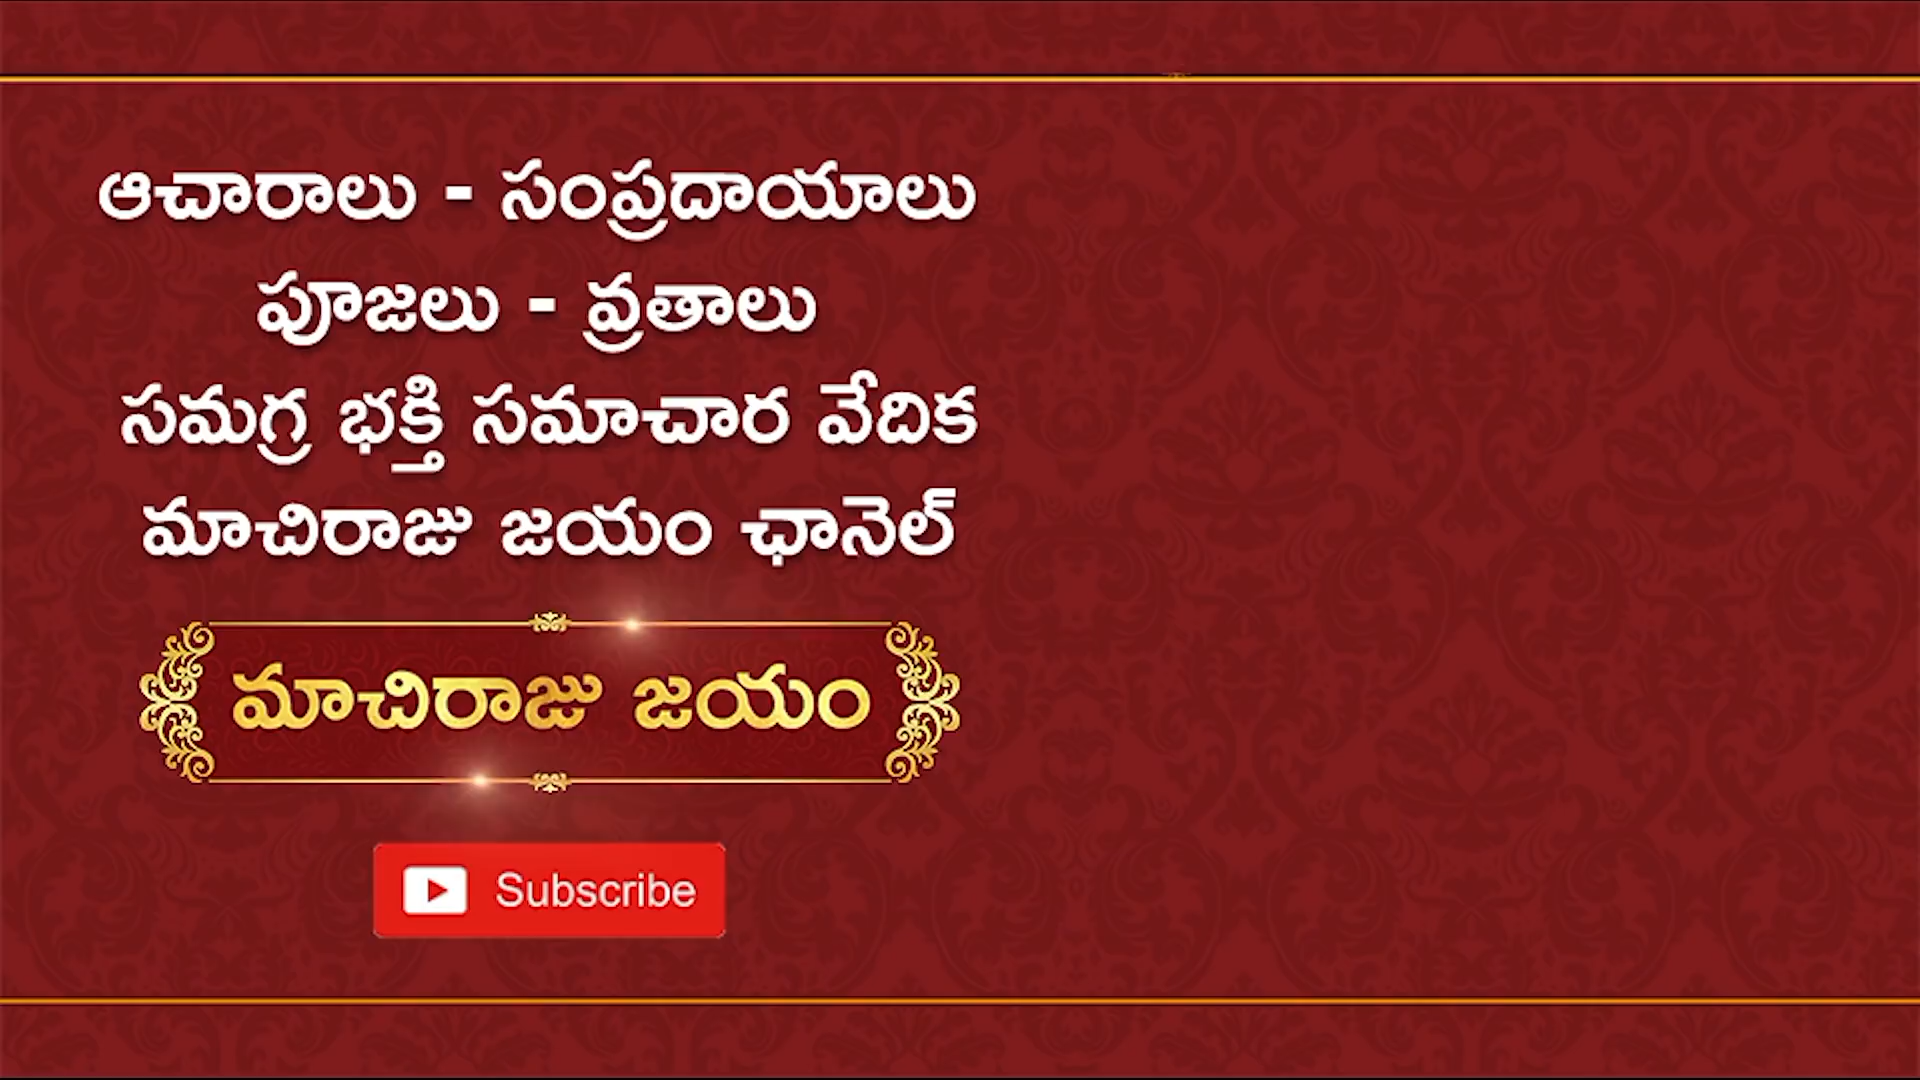 ఆచారాలు - సంప్రదాయాలు
పూజలు - వ్రతాలు
సమగ్ర భక్తి సమాచార వేదిక
మాచిరాజు జయం ఛానెల్
మాచిరాజు జయం
Subscribe